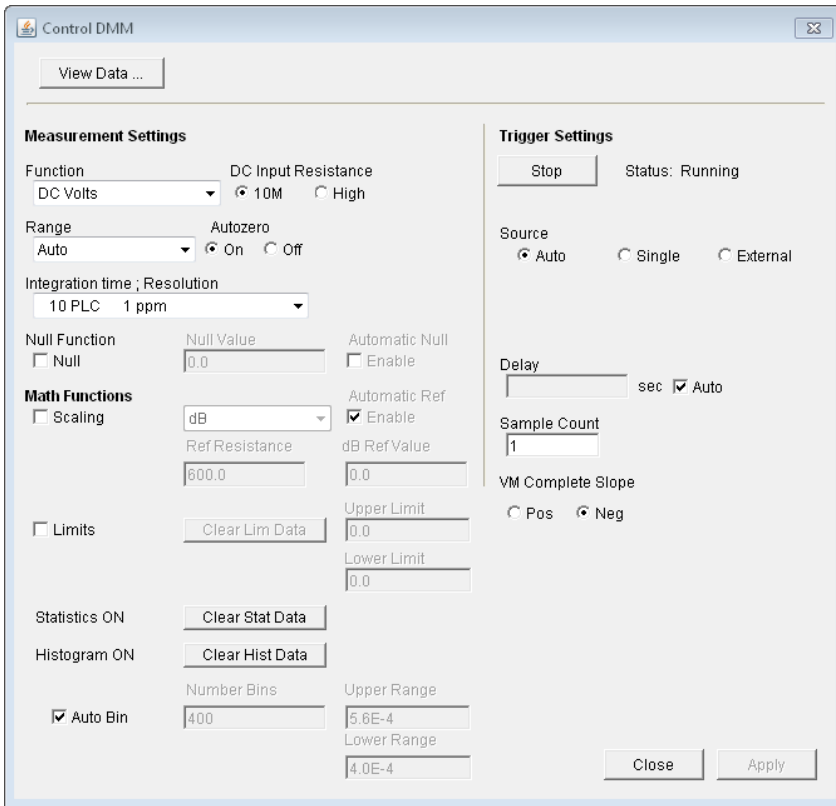 Control DMM
View Data ...
Measurement Settings
Function
DC Input Resistance
DC Volts
10M
High
Range
Autozero
Auto
On
Off
Integration time ; Resolution
10 PLC 1 ppm
Null Function
Null Value
Automatic Null
Null
0.0
Enable
Math Functions
Automatic Ref
Scaling
dB
Enable
Ref Resistance
dB Ref Value
600.0
0.0
Limits
Clear Lim Data
Upper Limit
0.0
Lower Limit
0.0
Statistics ON
Clear Stat Data
Histogram ON
Clear Hist Data
Number Bins
Upper Range
Auto Bin
400
5.6E-4
Lower Range
4.0E-4
Trigger Settings
Stop
Status: Running
Source
Auto
Single
External
Delay
sec
Auto
Sample Count
1
VM Complete Slope
Pos
Neg
Close
Apply